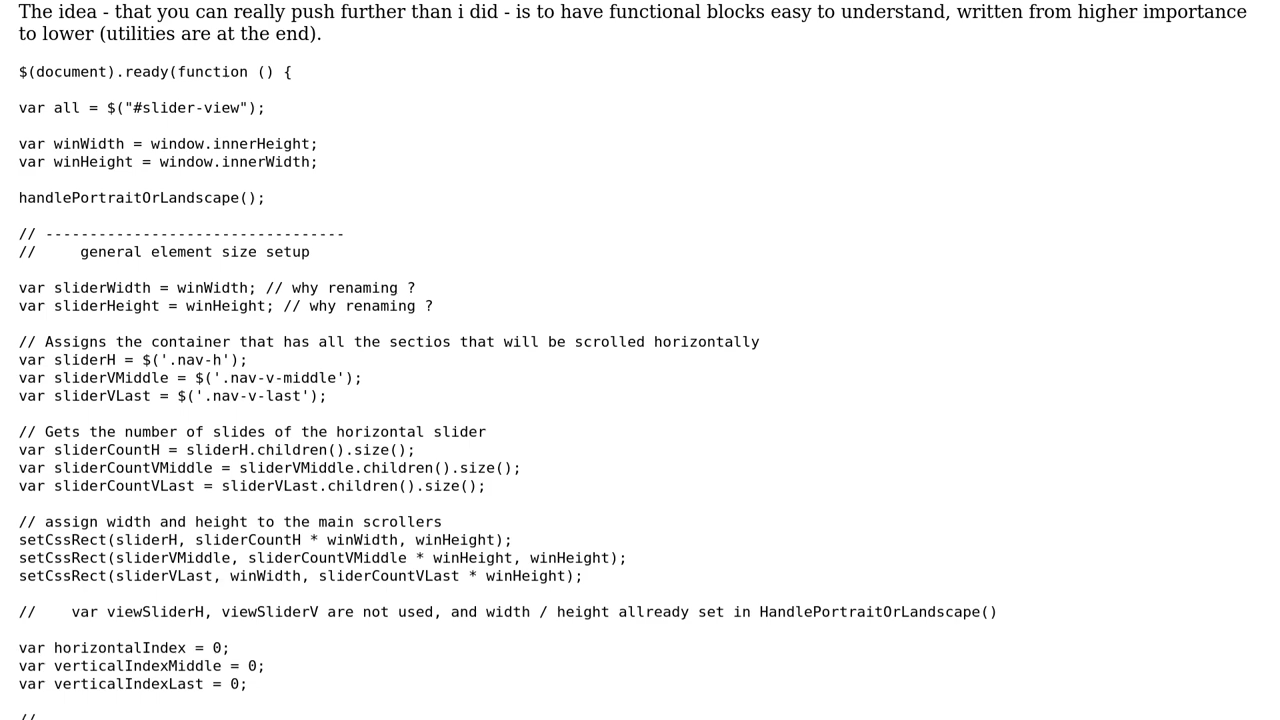 The idea - that you can really push further than i did - is to have functional blocks easy to understand, written from higher importance
to lower (utilities are at the end).
$(document).ready(function () {
var all = $("#slider-view");
var winWidth = window.innerHeight;
var winHeight = window.innerWidth;
handlePortraitOrLandscape();
// ----------------------------------
//     general element size setup
var sliderWidth = winWidth; // why renaming ?
var sliderHeight = winHeight; // why renaming ?
// Assigns the container that has all the sectios that will be scrolled horizontally
var sliderH = $('.nav-h');
var sliderVMiddle = $('.nav-v-middle');
var sliderVLast = $('.nav-v-last');
// Gets the number of slides of the horizontal slider
var sliderCountH = sliderH.children().size();
var sliderCountVMiddle = sliderVMiddle.children().size();
var sliderCountVLast = sliderVLast.children().size();
// assign width and height to the main scrollers
setCssRect(sliderH, sliderCountH * winWidth, winHeight);
setCssRect(sliderVMiddle, sliderCountVMiddle * winHeight, winHeight);
setCssRect(sliderVLast, winWidth, sliderCountVLast * winHeight);
//    var viewSliderH, viewSliderV are not used, and width / height allready set in HandlePortraitOrLandscape()
var horizontalIndex = 0;
var verticalIndexMiddle = 0;
var verticalIndexLast = 0;
//